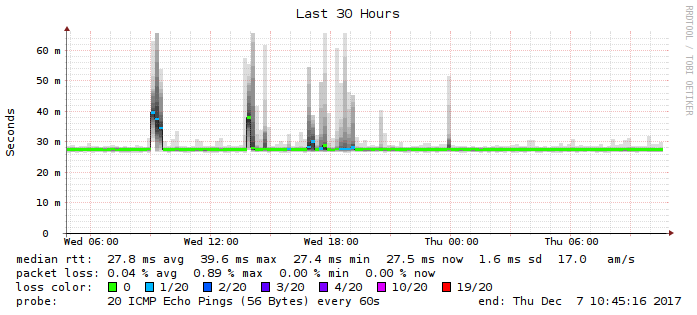 Last 30 Hours
RRDTOOL / TOBI OETIKER
Seconds
60 m
50 m
40 m
30 m
20 m
10 m
0
Wed 06:00 Wed 12:00 Wed 18:00 Thu 00:00 Thu 06:00
median rtt: 27.8 ms avg 39.6 ms max 27.4 ms min 27.5 ms now 1.6 ms sd 17.0 am/s
packet loss: 0.04 % avg 0.89 % max 0.00 % min 0.00 % now
loss color: 0 1/20 2/20 3/20 4/20 10/20 19/20
probe: 20 ICMP Echo Pings (56 Bytes) every 60s end: Thu Dec 7 10:45:16 2017